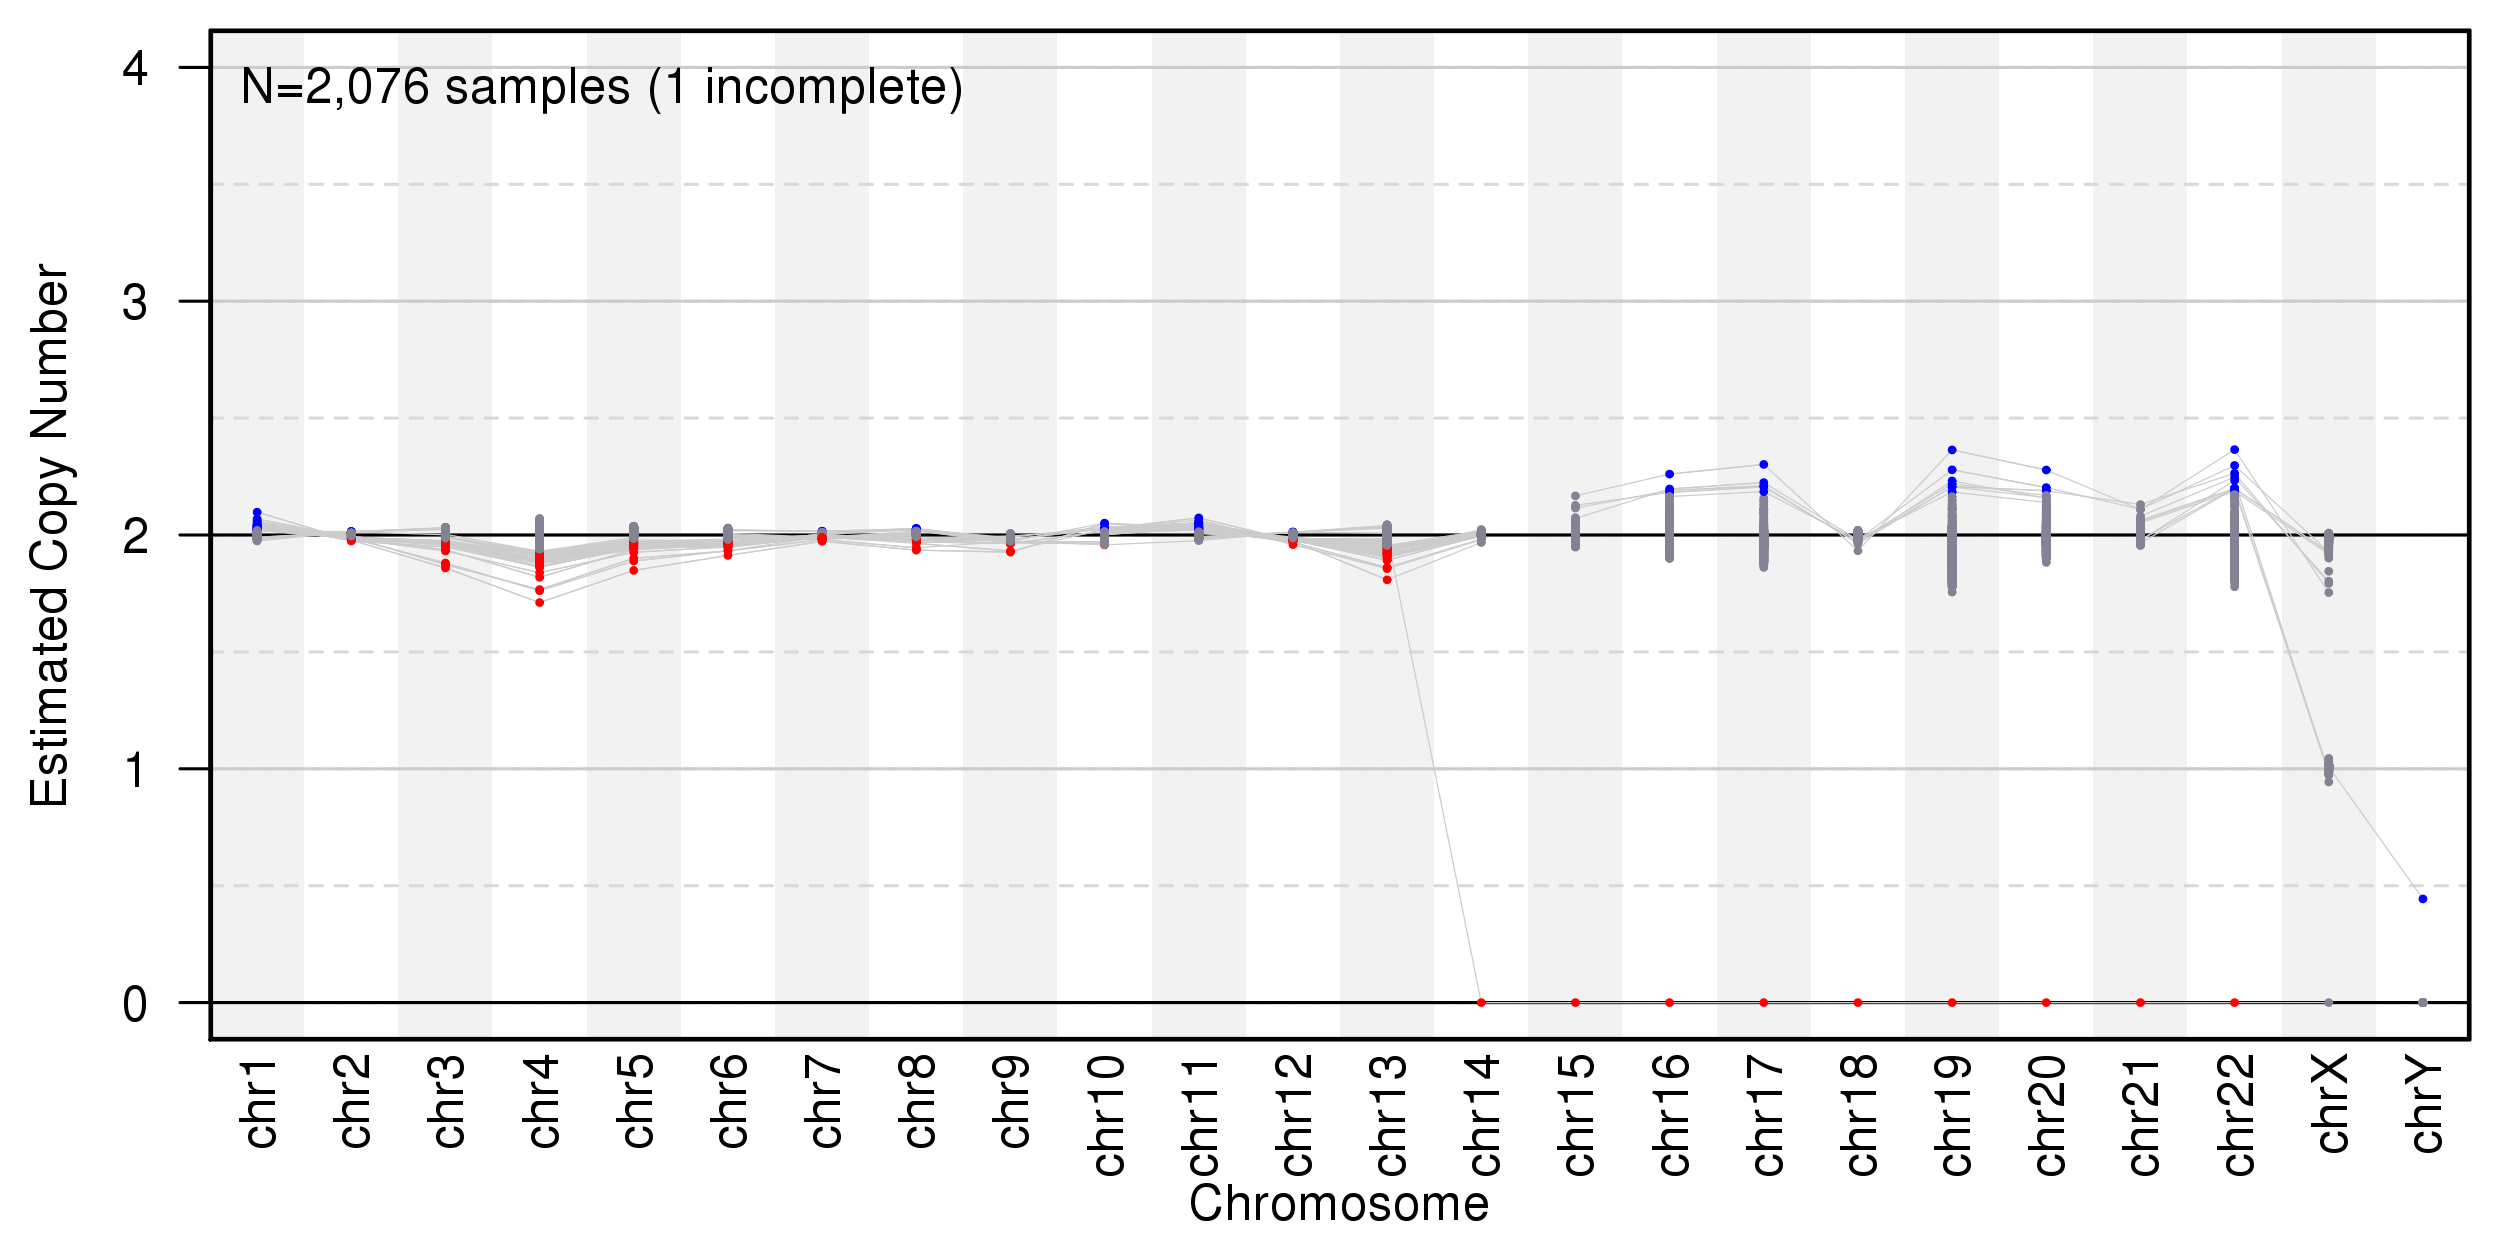 N=2,076 samples (1 incomplete)
4
3
2
1
0
Estimated Copy Number
chr1
chr2
chr3
chr4
chr5
chr6
chr7
chr8
chr9
chr10
chr11
chr12
chr13
chr14
chr15
chr16
chr17
chr18
chr19
chr20
chr21
chr22
chrX
chrY
Chromosome